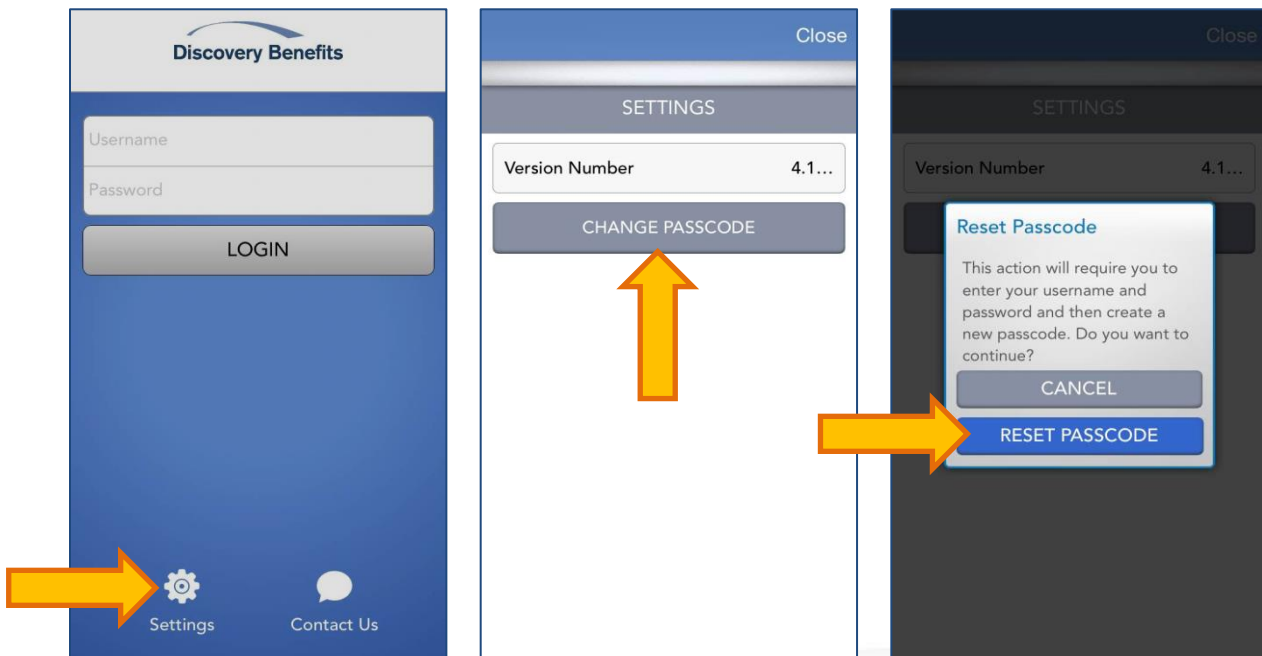 Discovery Benefits
Username
Password
LOGIN
Settings
Contact Us
Close
SETTINGS
Version Number 4.1...
CHANGE PASSCODE
Close
SETTINGS
Version Number 4.1...
Reset Passcode
This action will require you to
enter your username and
password and then create a
new passcode. Do you want to
continue?
CANCEL
RESET PASSCODE